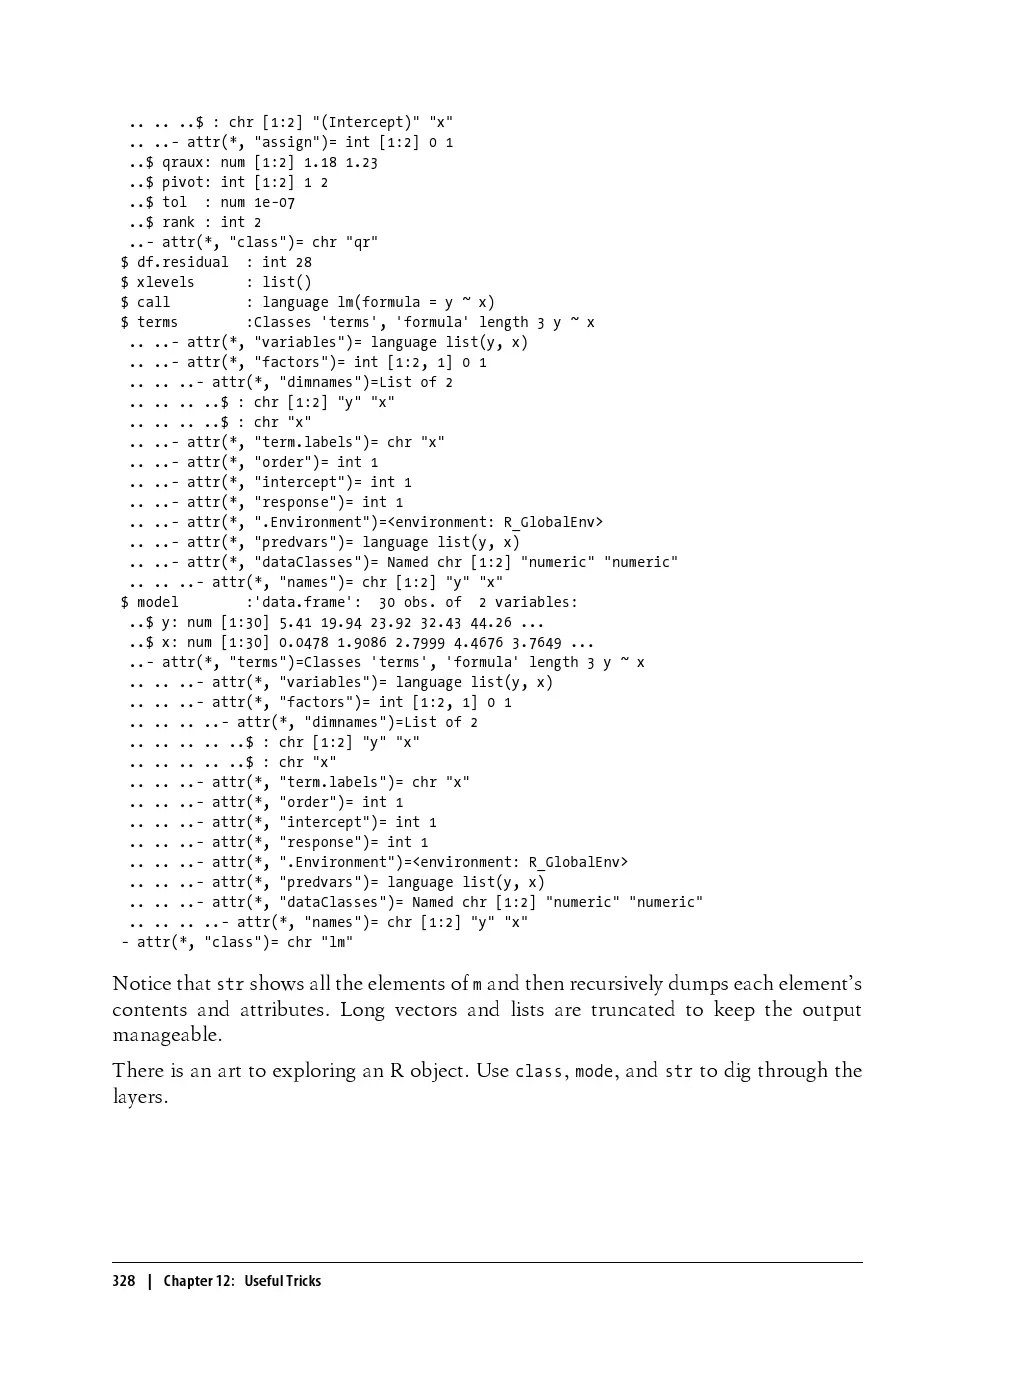 .. .. ..$ : chr [1:2] "(Intercept)" "x"
.. ..- attr(*, "assign")= int [1:2] 0 1
..$ qraux: num [1:2] 1.18 1.23
..$ pivot: int [1:2] 1 2
..$ tol  : num 1e-07
..$ rank : int 2
..- attr(*, "class")= chr "qr"
$ df.residual  : int 28
$ xlevels      : list()
$ call         : language lm(formula = y ~ x)
$ terms        :Classes 'terms', 'formula' length 3 y ~ x
.. ..- attr(*, "variables")= language list(y, x)
.. ..- attr(*, "factors")= int [1:2, 1] 0 1
.. .. ..- attr(*, "dimnames")=List of 2
.. .. .. ..$ : chr [1:2] "y" "x"
.. .. .. ..$ : chr "x"
.. ..- attr(*, "term.labels")= chr "x"
.. ..- attr(*, "order")= int 1
.. ..- attr(*, "intercept")= int 1
.. ..- attr(*, "response")= int 1
.. ..- attr(*, ".Environment")=<environment: R_GlobalEnv>
.. ..- attr(*, "predvars")= language list(y, x)
.. ..- attr(*, "dataClasses")= Named chr [1:2] "numeric" "numeric"
.. .. ..- attr(*, "names")= chr [1:2] "y" "x"
$ model        :'data.frame':  30 obs. of  2 variables:
..$ y: num [1:30] 5.41 19.94 23.92 32.43 44.26 ...
..$ x: num [1:30] 0.0478 1.9086 2.7999 4.4676 3.7649 ...
..- attr(*, "terms")=Classes 'terms', 'formula' length 3 y ~ x
.. .. ..- attr(*, "variables")= language list(y, x)
.. .. ..- attr(*, "factors")= int [1:2, 1] 0 1
.. .. .. ..- attr(*, "dimnames")=List of 2
.. .. .. .. ..$ : chr [1:2] "y" "x"
.. .. .. .. ..$ : chr "x"
.. .. ..- attr(*, "term.labels")= chr "x"
.. .. ..- attr(*, "order")= int 1
.. .. ..- attr(*, "intercept")= int 1
.. .. ..- attr(*, "response")= int 1
.. .. ..- attr(*, ".Environment")=<environment: R_GlobalEnv>
.. .. ..- attr(*, "predvars")= language list(y, x)
.. .. ..- attr(*, "dataClasses")= Named chr [1:2] "numeric" "numeric"
.. .. .. ..- attr(*, "names")= chr [1:2] "y" "x"
- attr(*, "class")= chr "lm"
Notice that str shows all the elements of m and then recursively dumps each element’s
contents and attributes. Long vectors and lists are truncated to keep the output
manageable.
There is an art to exploring an R object. Use class, mode, and str to dig through the
layers.
328 | Chapter 12: Useful Tricks